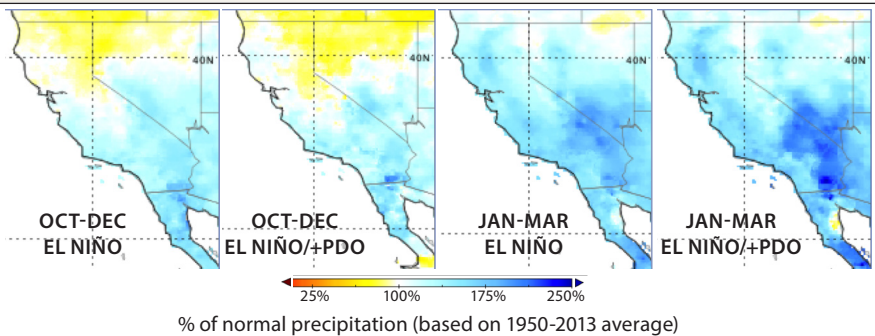 40N
40N
40N
40N
OCT-DEC
EL NIÑO
OCT-DEC
EL NIÑO/+PDO
JAN-MAR
EL NIÑO
JAN-MAR
EL NIÑO/+PDO
25% 100% 175% 250%
% of normal precipitation (based on 1950-2013 average)